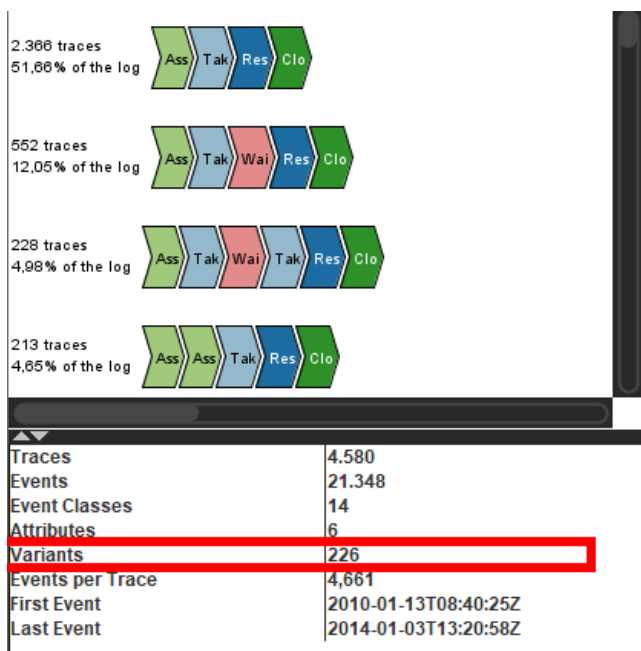 2.366 traces
51,66% of the log
Ass Tak Res Clo
552 traces
12,05% of the log
Ass Tak Wai Res Clo
228 traces
4,98% of the log
Ass Tak Wai Tak Res Clo
213 traces
4,65% of the log
Ass Ass Tak Res Clo
Traces 4.580
Events 21.348
Event Classes 14
Attributes 6
Variants 226
Events per Trace 4,661
First Event 2010-01-13T08:40:25Z
Last Event 2014-01-03T13:20:58Z